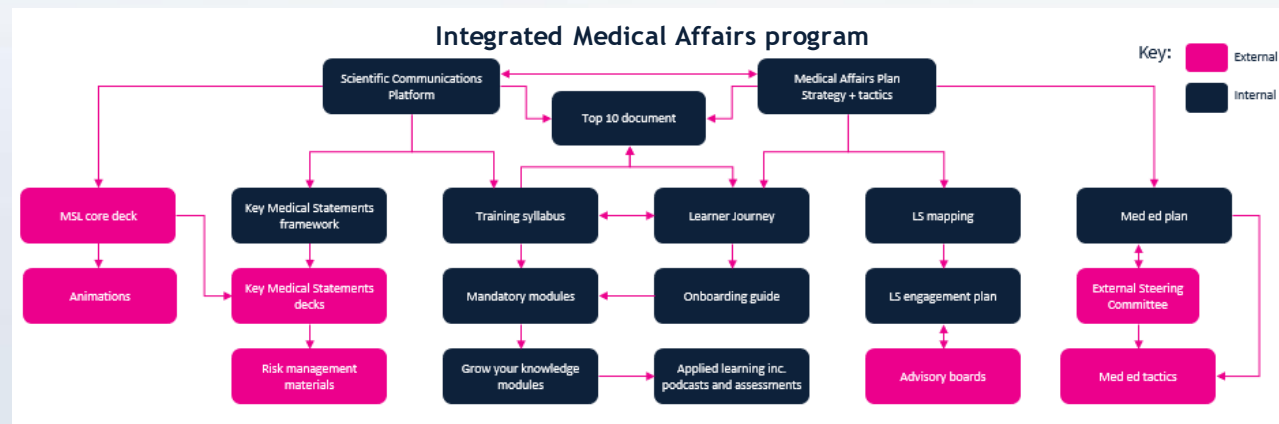 Integrated Medical Affairs program
Key:
External
Internal
Scientific Communications
Platform
Medical Affairs Plan
Strategy + tactics
Top 10 document
MSL core deck
Key Medical Statements
framework
Training syllabus
Learner Journey
LS mapping
Med ed plan
Animations
Key Medical Statements
decks
Mandatory modules
Onboarding guide
LS engagement plan
External Steering
Committee
Risk management
materials
Grow your knowledge
modules
Applied learning inc.
podcasts and assessments
Advisory boards
Med ed tactics